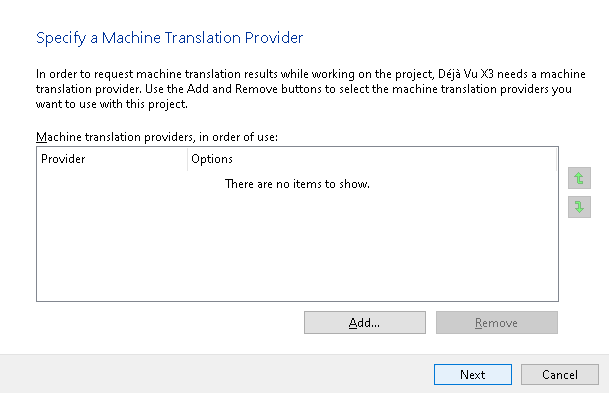 Specify a Machine Translation Provider
In order to request machine translation results while working on the project, Déjà Vu X3 needs a machine
translation provider. Use the Add and Remove buttons to select the machine translation providers you
want to use with this project.
Machine translation providers, in order of use:
Provider Options
There are no items to show.
Add... Remove
Next Cancel